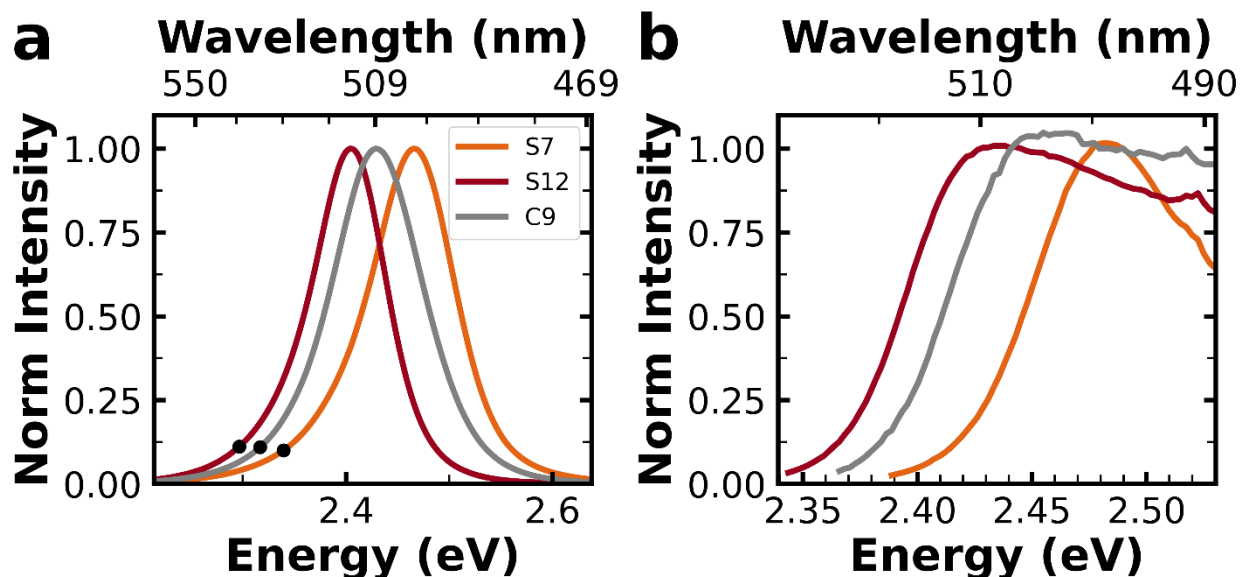 a
Wavelength (nm)
550 509 469
Norm Intensity
1.00
0.75
0.50
0.25
0.00
S7
S12
C9
2.4 2.6
Energy (eV)
b
Wavelength (nm)
510 490
Norm Intensity
1.00
0.75
0.50
0.25
0.00
2.35 2.40 2.45 2.50
Energy (eV)